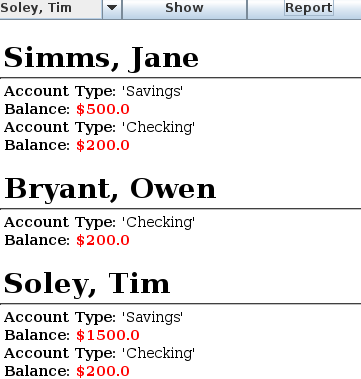 Soley, Tim Show Report
Simms, Jane
Account Type: 'Savings'
Balance: $500.0
Account Type: 'Checking'
Balance: $200.0
Bryant, Owen
Account Type: 'Checking'
Balance: $200.0
Soley, Tim
Account Type: 'Savings'
Balance: $1500.0
Account Type: 'Checking'
Balance: $200.0